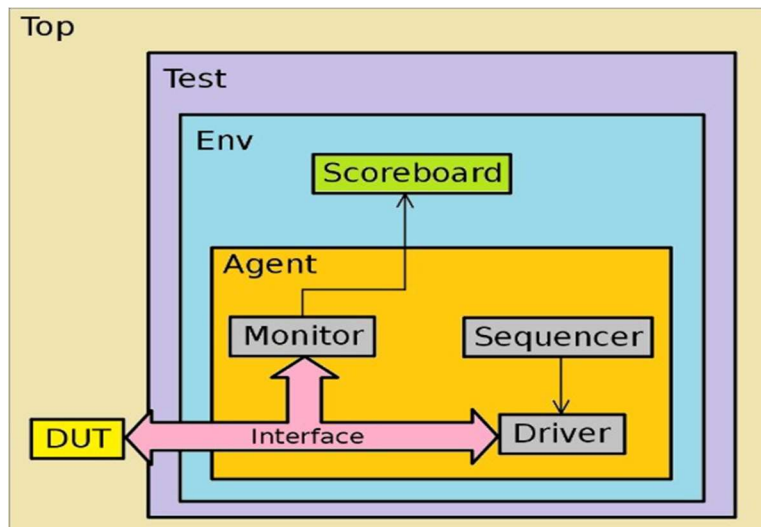 Top
Test
Env
Scoreboard
Agent
Monitor
Sequencer
DUT
Interface
Driver